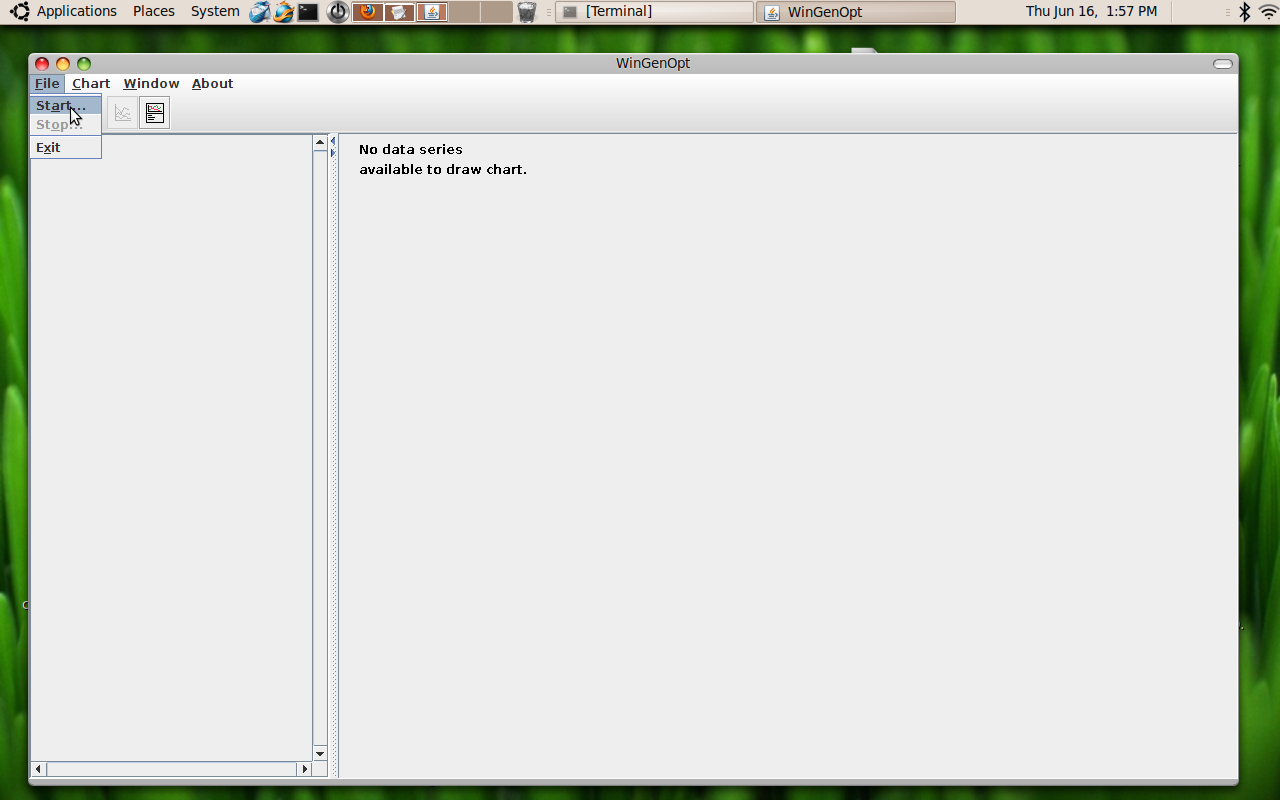 Applications Places System [Terminal] WinGenOpt Thu Jun 16, 1:57 PM
WinGenOpt
File Chart Window About
Start...
Stop...
Exit
No data series
available to draw chart.